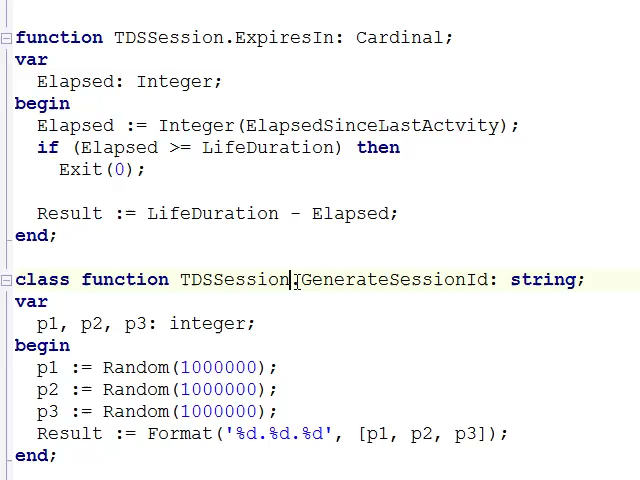 function TDSSession.ExpiresIn: Cardinal;
var
  Elapsed: Integer;
begin
  Elapsed := Integer(ElapsedSinceLastActvity);
  if (Elapsed >= LifeDuration) then
    Exit(0);

  Result := LifeDuration - Elapsed;
end;

class function TDSSession.GenerateSessionId: string;
var
  p1, p2, p3: integer;
begin
  p1 := Random(1000000);
  p2 := Random(1000000);
  p3 := Random(1000000);
  Result := Format('%d.%d.%d', [p1, p2, p3]);
end;